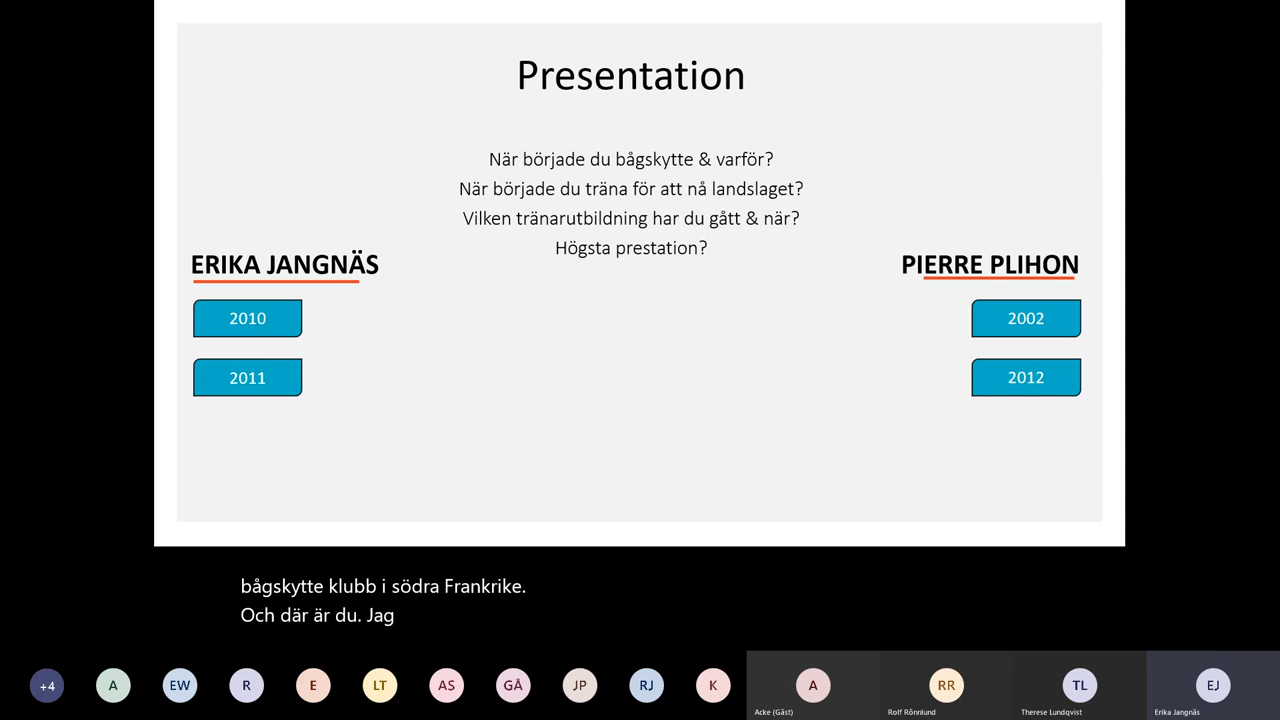 Presentation
När började du bågskytte & varför?
När började du träna för att nå landslaget?
Vilken tränarutbildning har du gått & när?
Högsta prestation?
ERIKA JANGNÄS
2010
2011
PIERRE PLIHON
2002
2012
bågskytte klubb i södra Frankrike.
Och där är du. Jag
+4
A
EW
R
E
LT
AS
GÅ
JP
RJ
K
A
Acke (Gäst)
RR
Rolf Rönnlund
TL
Therese Lundqvist
EJ
Erika Jangnäs